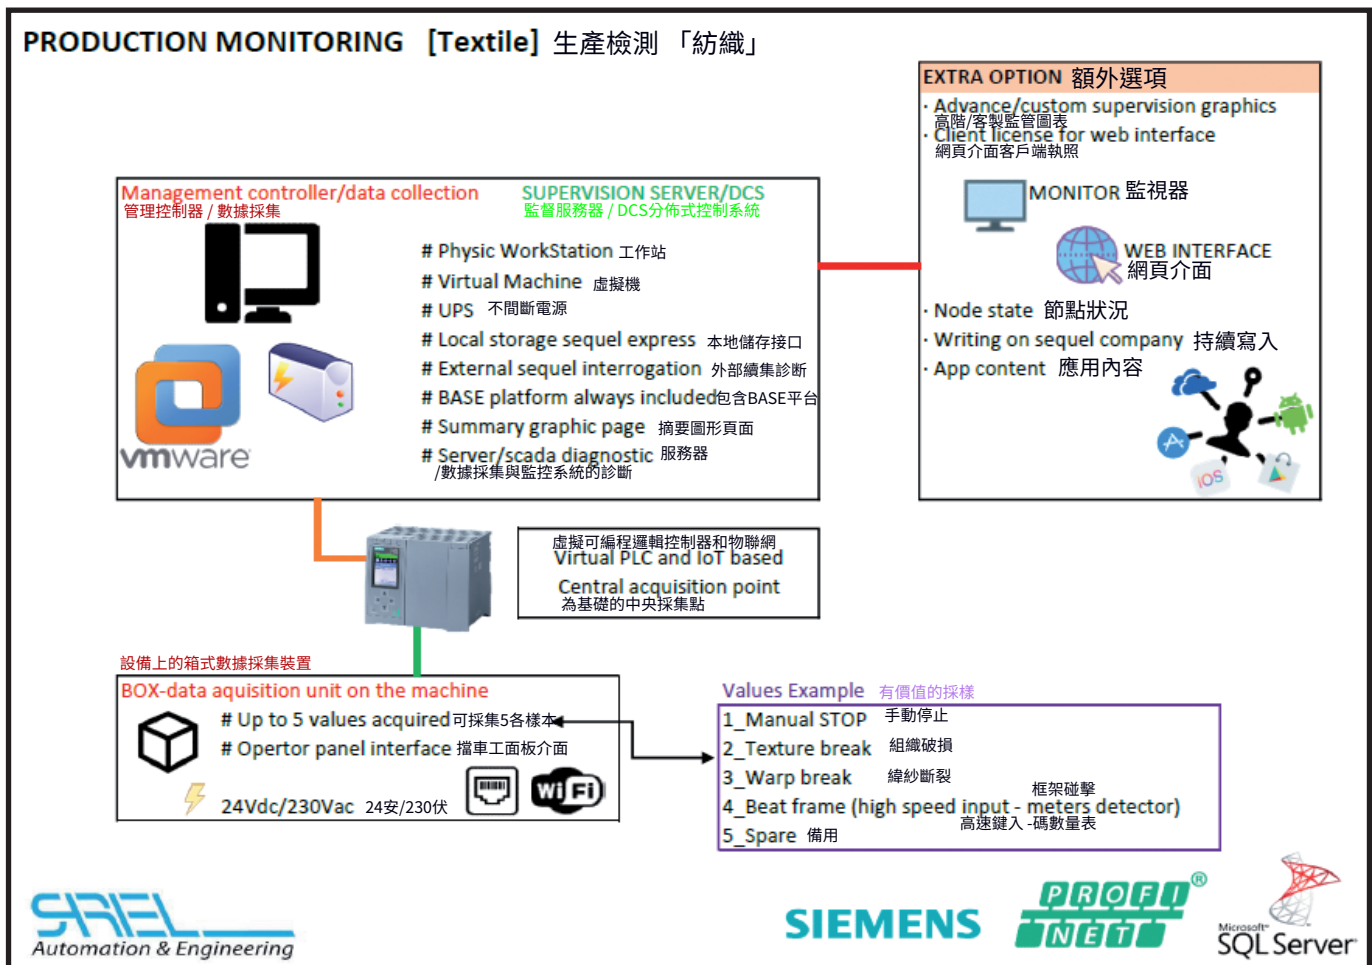 PRODUCTION MONITORING [Textile] 生產檢測 「紡織」
EXTRA OPTION 額外選項
· Advance/custom supervision graphics
高階/客製監管圖表
· Client license for web interface
網頁介面客戶端執照
MONITOR 監視器
WEB INTERFACE
網頁介面
· Node state 節點狀況
· Writing on sequel company 持續寫入
· App content 應用內容
iOS
Management controller/data collection SUPERVISION SERVER/DCS
管理控制器 / 數據採集 監督服務器 / DCS分佈式控制系統
# Physic WorkStation 工作站
# Virtual Machine 虛擬機
# UPS 不間斷電源
# Local storage sequel express 本地儲存接口
# External sequel interrogation 外部續集診断
# BASE platform always included包含BASE平台
# Summary graphic page 摘要圖形頁面
# Server/scada diagnostic 服務器
/數據採集與監控系統的診斷
vmware
虛擬可編程邏輯控制器和物聯網
Virtual PLC and IoT based
Central acquisition point
為基礎的中央採集點
設備上的箱式數據採集裝置
BOX-data aquisition unit on the machine
# Up to 5 values acquired可採集5各樣本
# Opertor panel interface 擋車工面板介面
24Vdc/230Vac 24安/230伏
WiFi
Values Example 有價值的採樣
1_Manual STOP 手動停止
2_Texture break 組織破損
3_Warp break 緯紗斷裂
框架碰擊
4_Beat frame (high speed input - meters detector)
高速鍵入 -碼數量表
5_Spare 備用
SARIEL
Automation & Engineering
SIEMENS
PROFI
NET®
Microsoft®
SQL Server